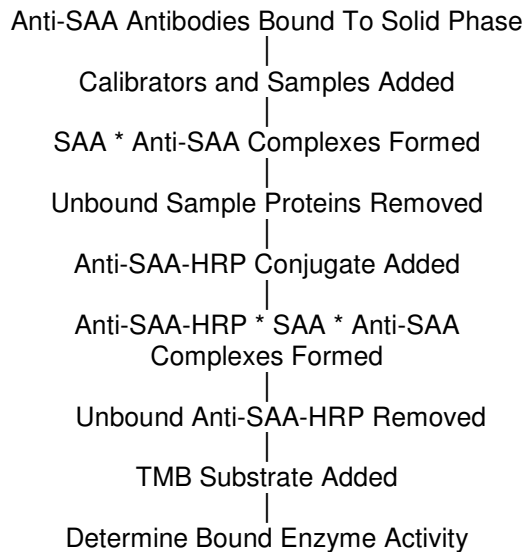 Anti-SAA Antibodies Bound To Solid Phase
Calibrators and Samples Added
SAA * Anti-SAA Complexes Formed
Unbound Sample Proteins Removed
Anti-SAA-HRP Conjugate Added
Anti-SAA-HRP * SAA * Anti-SAA
Complexes Formed
Unbound Anti-SAA-HRP Removed
TMB Substrate Added
Determine Bound Enzyme Activity